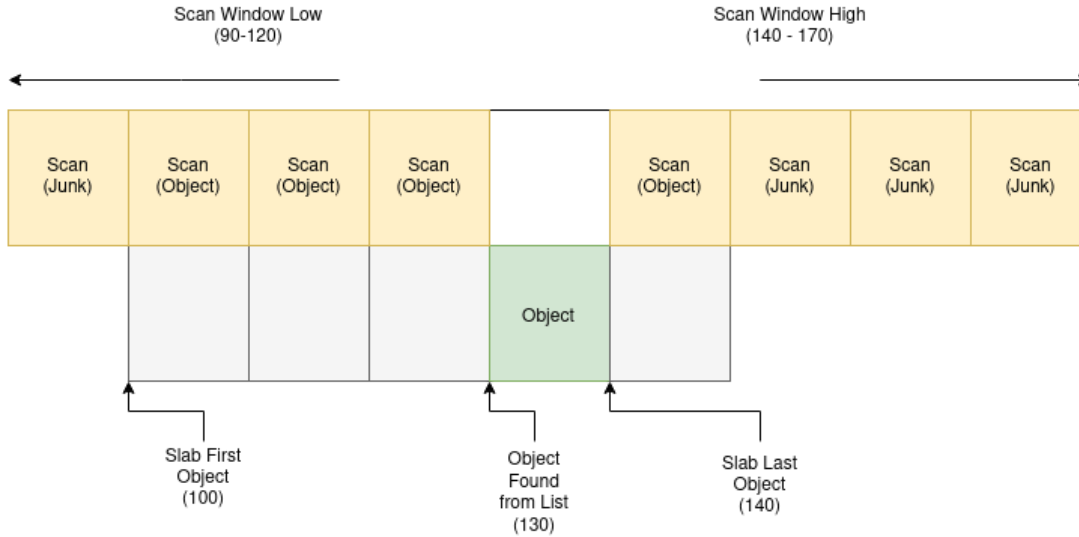 Scan Window Low
(90-120)
Scan Window High
(140 - 170)
Scan
(Junk)
Scan
(Object)
Scan
(Object)
Scan
(Object)
Scan
(Object)
Scan
(Junk)
Scan
(Junk)
Scan
(Junk)
Object
Slab First
Object
(100)
Object
Found
from List
(130)
Slab Last
Object
(140)